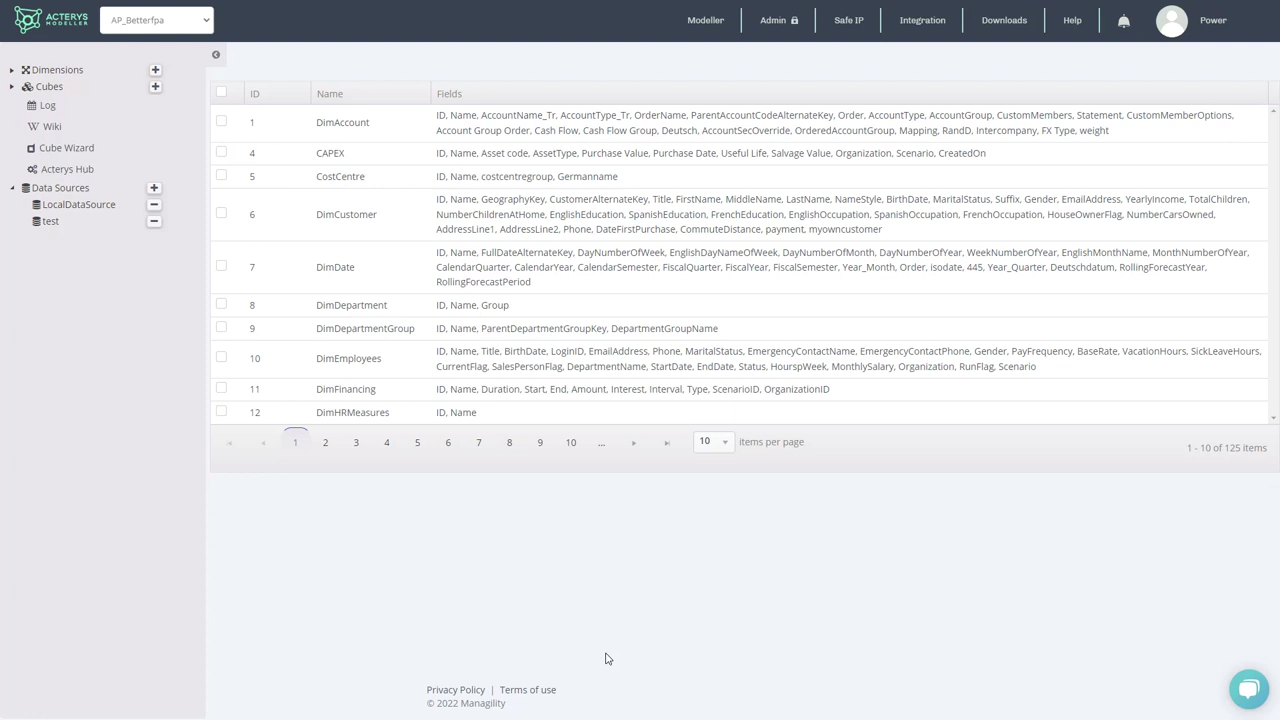 ACTERYS
MODELLER
AP_Betterfpa
Modeller
Admin
Safe IP
Integration
Downloads
Help
Power
Dimensions
Cubes
Log
Wiki
Cube Wizard
Acterys Hub
Data Sources
LocalDataSource
test
ID Name Fields
1 DimAccount ID, Name, AccountName_Tr, AccountType_Tr, OrderName, ParentAccountCodeAlternateKey, Order, AccountType, AccountGroup, CustomMembers, Statement, CustomMemberOptions,
Account Group Order, Cash Flow, Cash Flow Group, Deutsch, AccountSecOverride, OrderedAccountGroup, Mapping, RandD, Intercompany, FX Type, weight
4 CAPEX ID, Name, Asset code, AssetType, Purchase Value, Purchase Date, Useful Life, Salvage Value, Organization, Scenario, CreatedOn
5 CostCentre ID, Name, costcentregroup, Germanname
6 DimCustomer ID, Name, GeographyKey, CustomerAlternateKey, Title, FirstName, MiddleName, LastName, NameStyle, BirthDate, MaritalStatus, Suffix, Gender, EmailAddress, YearlyIncome, TotalChildren,
NumberChildrenAtHome, EnglishEducation, SpanishEducation, FrenchEducation, EnglishOccupation, SpanishOccupation, FrenchOccupation, HouseOwnerFlag, NumberCarsOwned,
AddressLine1, AddressLine2, Phone, DateFirstPurchase, CommuteDistance, payment, myowncustomer
7 DimDate ID, Name, FullDateAlternateKey, DayNumberOfWeek, EnglishDayNameOfWeek, DayNumberOfMonth, DayNumberOfYear, WeekNumberOfYear, EnglishMonthName, MonthNumberOfYear,
CalendarQuarter, CalendarYear, CalendarSemester, FiscalQuarter, FiscalYear, FiscalSemester, Year_Month, Order, isodate, 445, Year_Quarter, Deutschdatum, RollingForecastYear,
RollingForecastPeriod
8 DimDepartment ID, Name, Group
9 DimDepartmentGroup ID, Name, ParentDepartmentGroupKey, DepartmentGroupName
10 DimEmployees ID, Name, Title, BirthDate, LoginID, EmailAddress, Phone, MaritalStatus, EmergencyContactName, EmergencyContactPhone, Gender, PayFrequency, BaseRate, VacationHours, SickLeaveHours,
CurrentFlag, SalesPersonFlag, DepartmentName, StartDate, EndDate, Status, HourspWeek, MonthlySalary, Organization, RunFlag, Scenario
11 DimFinancing ID, Name, Duration, Start, End, Amount, Interest, Interval, Type, ScenarioID, OrganizationID
12 DimHRMeasures ID, Name
1 2 3 4 5 6 7 8 9 10 ... 10 items per page
1 - 10 of 125 items
Privacy Policy | Terms of use
© 2022 Managility